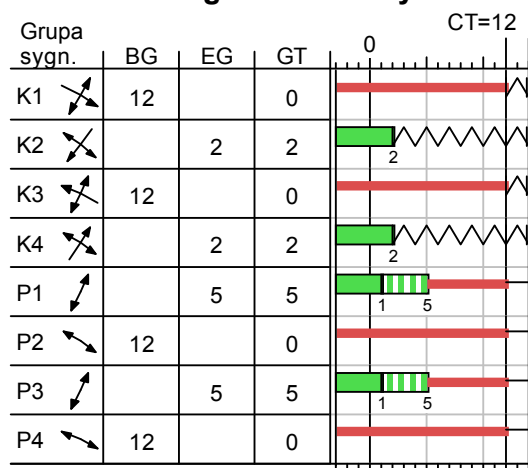 CT=12
Grupa sygn. BG EG GT 0
K1 12 0
K2 2 2 2
K3 12 0
K4 2 2 2
P1 5 5 1 5
P2 12 0
P3 5 5 1 5
P4 12 0